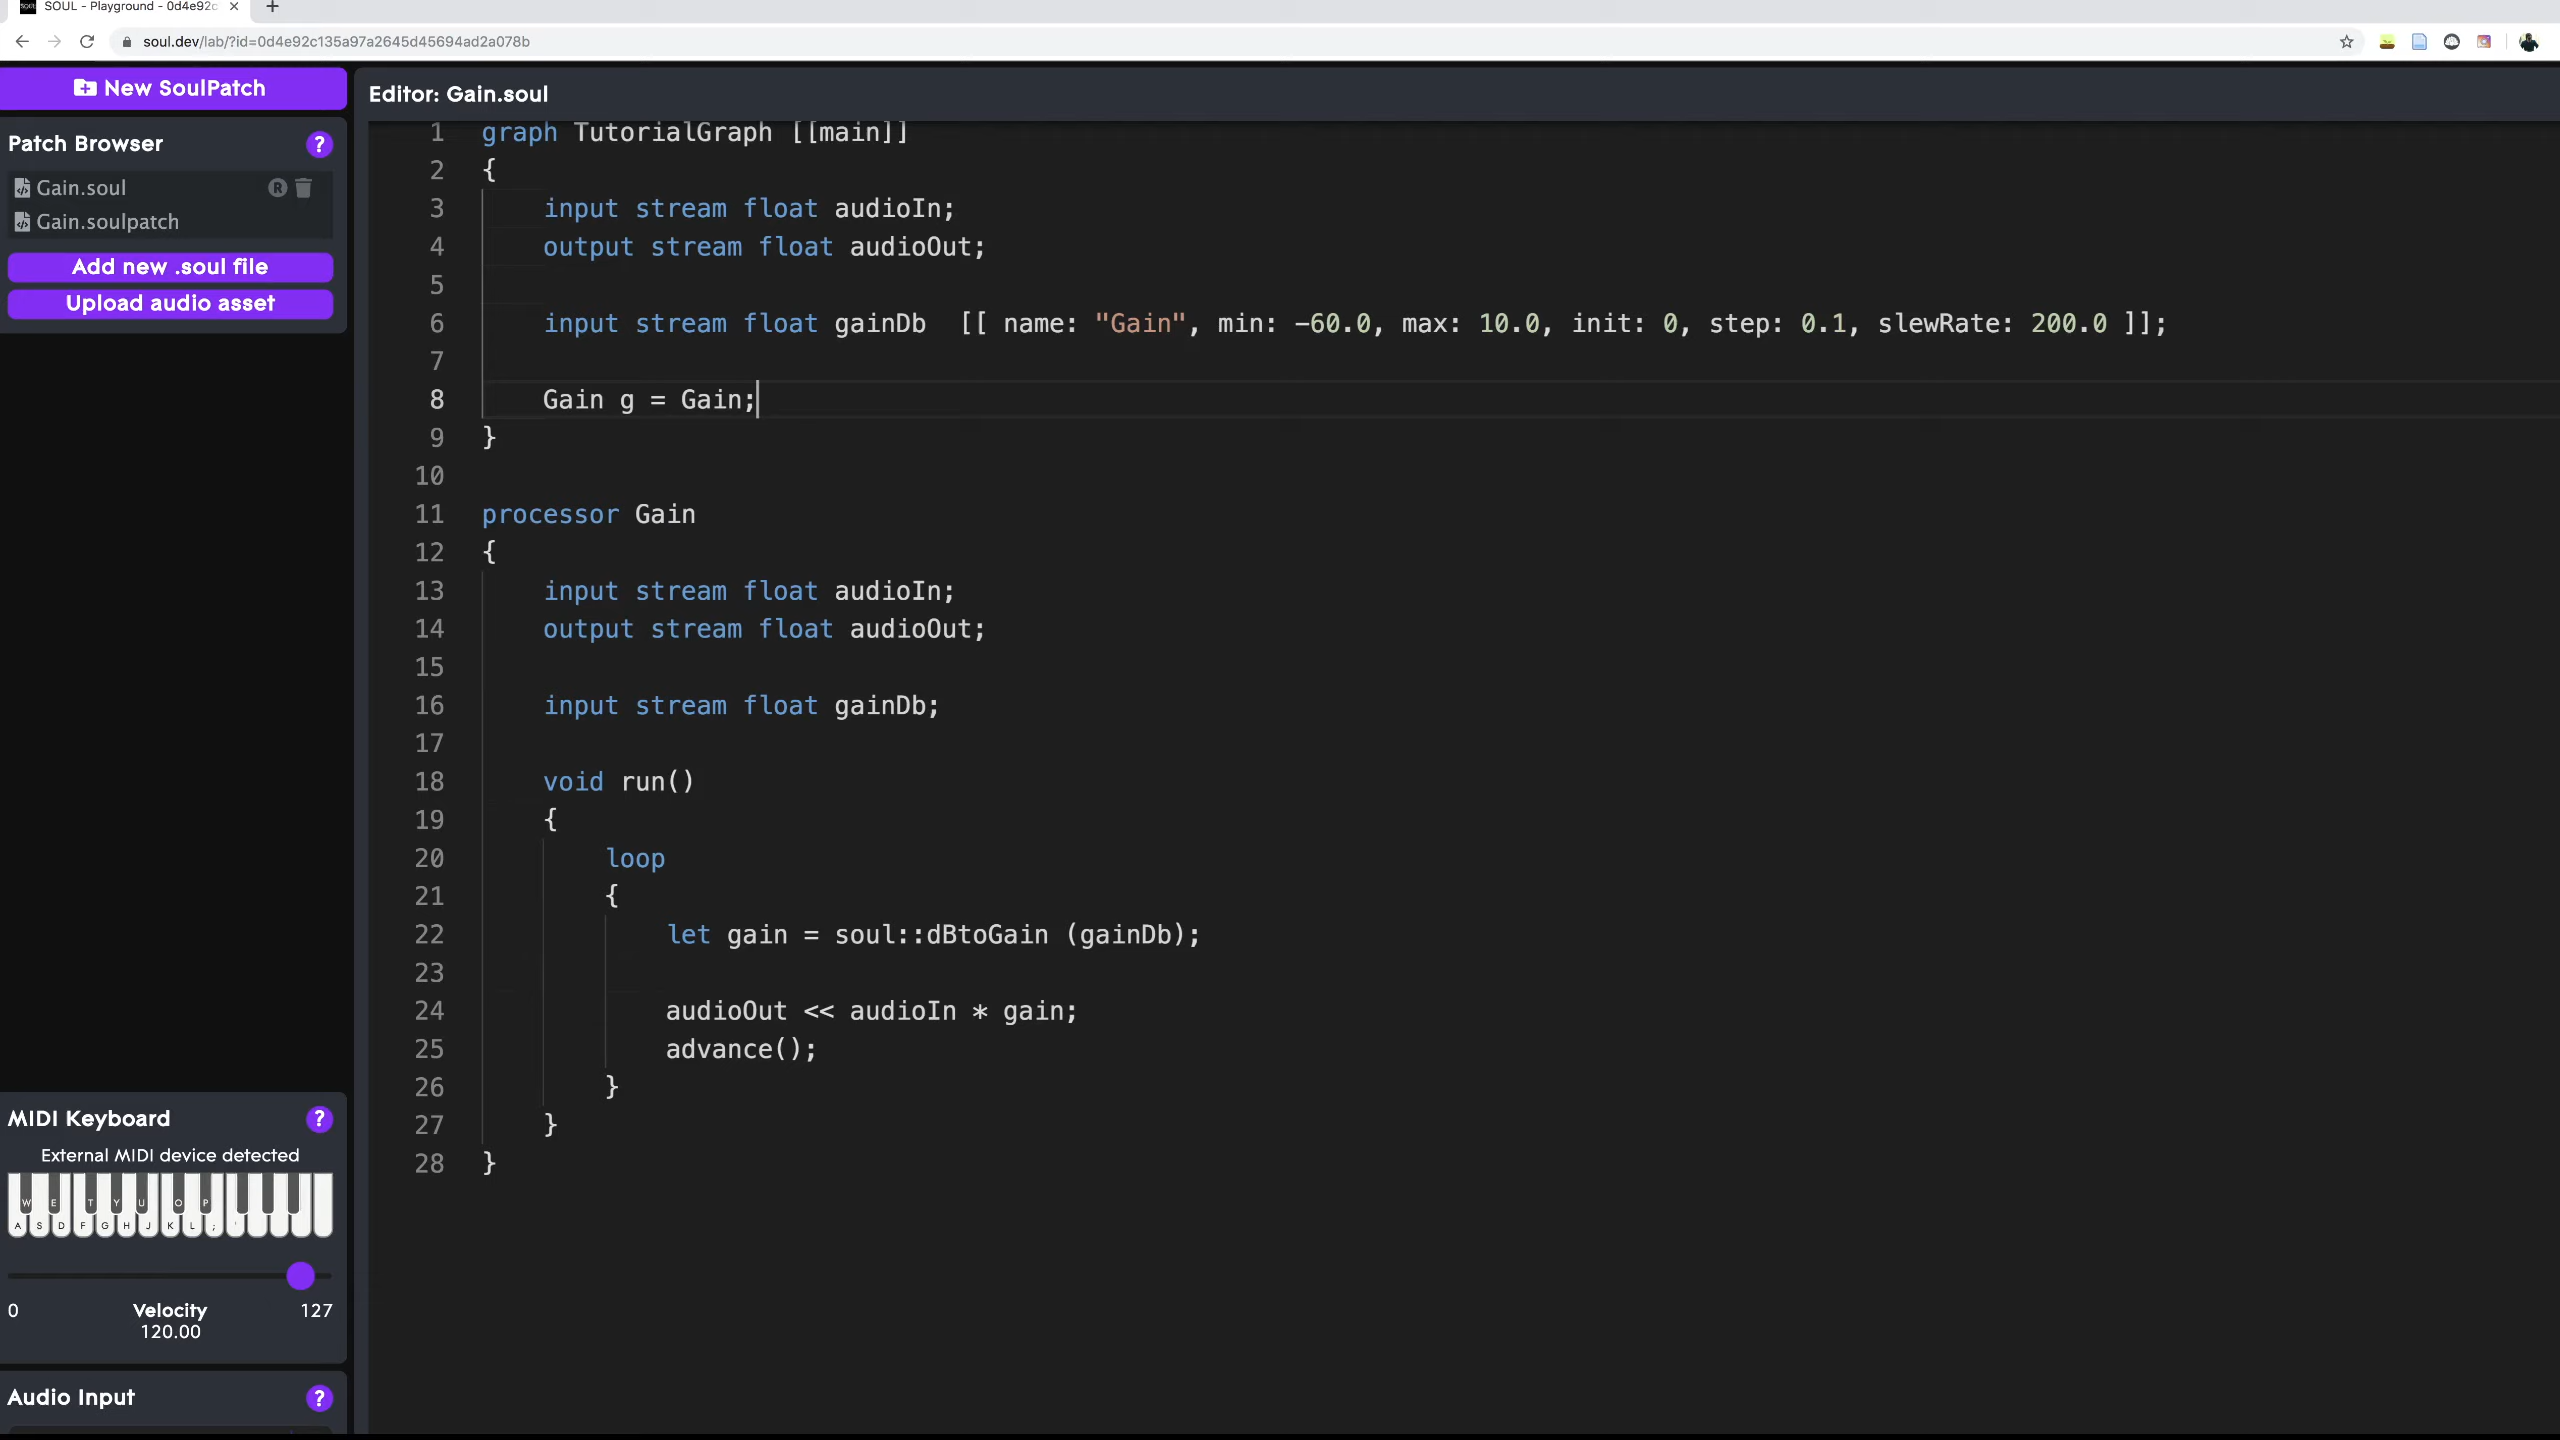 SOUL - Playground - 0d4e92c
soul.dev/lab/?id=0d4e92c135a97a2645d45694ad2a078b
New SoulPatch
Patch Browser
?
Gain.soul
R
Gain.soulpatch
Add new .soul file
Upload audio asset
Editor: Gain.soul
1 graph TutorialGraph [[main]]
2 {
3 input stream float audioIn;
4 output stream float audioOut;
5
6 input stream float gainDb  [[ name: "Gain", min: -60.0, max: 10.0, init: 0, step: 0.1, slewRate: 200.0 ]];
7
8 Gain g = Gain;
9 }
10
11 processor Gain
12 {
13 input stream float audioIn;
14 output stream float audioOut;
15
16 input stream float gainDb;
17
18 void run()
19 {
20 loop
21 {
22 let gain = soul::dBtoGain (gainDb);
23
24 audioOut << audioIn * gain;
25 advance();
26 }
27 }
28 }
MIDI Keyboard
?
External MIDI device detected
W E T Y U O P
A S D F G H J K L ; '
0 Velocity 127
120.00
Audio Input
?